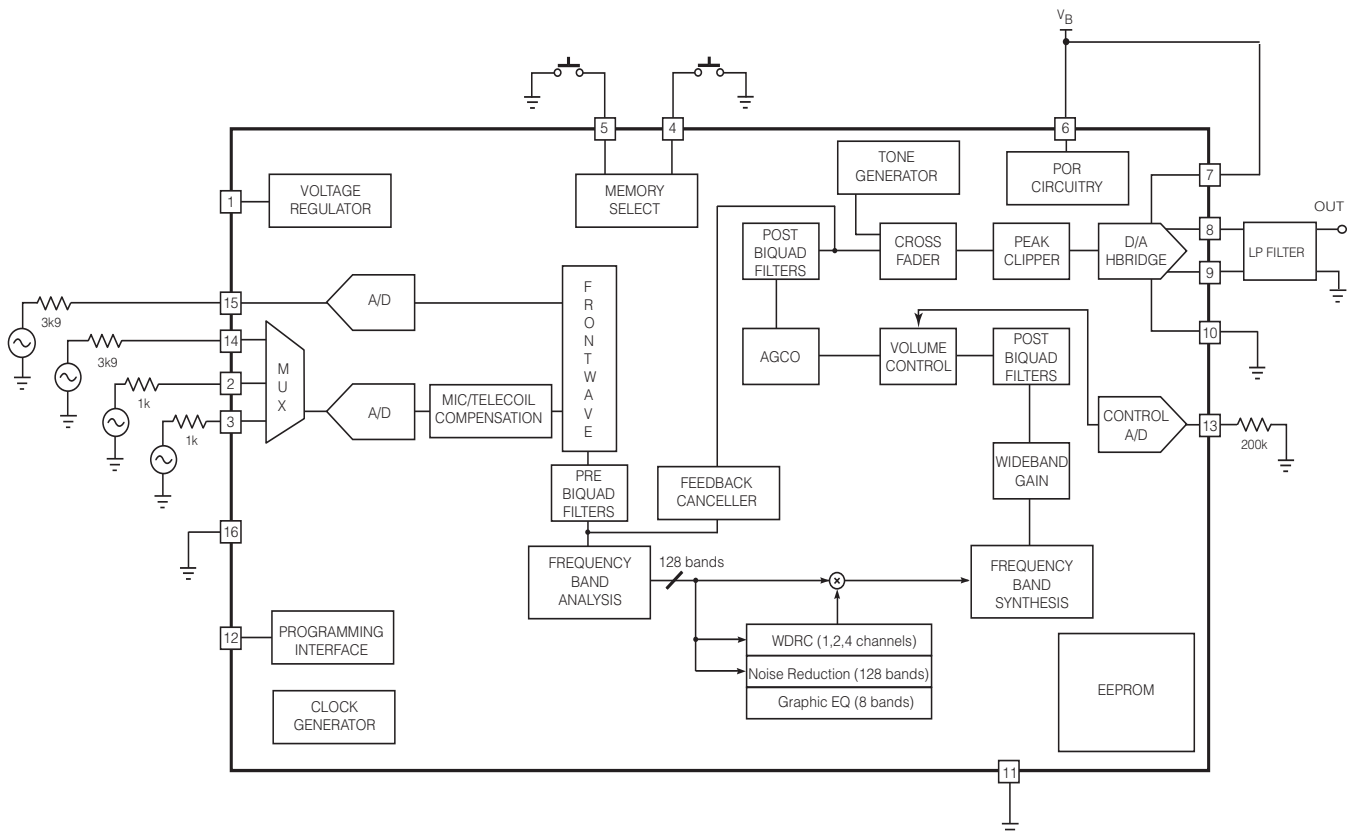 VB
5
4
6
TONE
GENERATOR
POR
CIRCUITRY
7
1
VOLTAGE
REGULATOR
MEMORY
SELECT
OUT
8
POST
BIQUAD
FILTERS
CROSS
FADER
PEAK
CLIPPER
D/A
HBRIDGE
LP FILTER
9
F
R
O
N
T
W
A
V
E
15
A/D
3k9
14
10
3k9
AGCO
VOLUME
CONTROL
POST
BIQUAD
FILTERS
M
U
X
2
1k
3
1k
A/D
MIC/TELECOIL
COMPENSATION
CONTROL
A/D
13
200k
WIDEBAND
GAIN
PRE
BIQUAD
FILTERS
FEEDBACK
CANCELLER
16
128 bands
FREQUENCY
BAND
ANALYSIS
×
FREQUENCY
BAND
SYNTHESIS
12
PROGRAMMING
INTERFACE
WDRC (1,2,4 channels)
Noise Reduction (128 bands)
Graphic EQ (8 bands)
EEPROM
CLOCK
GENERATOR
11